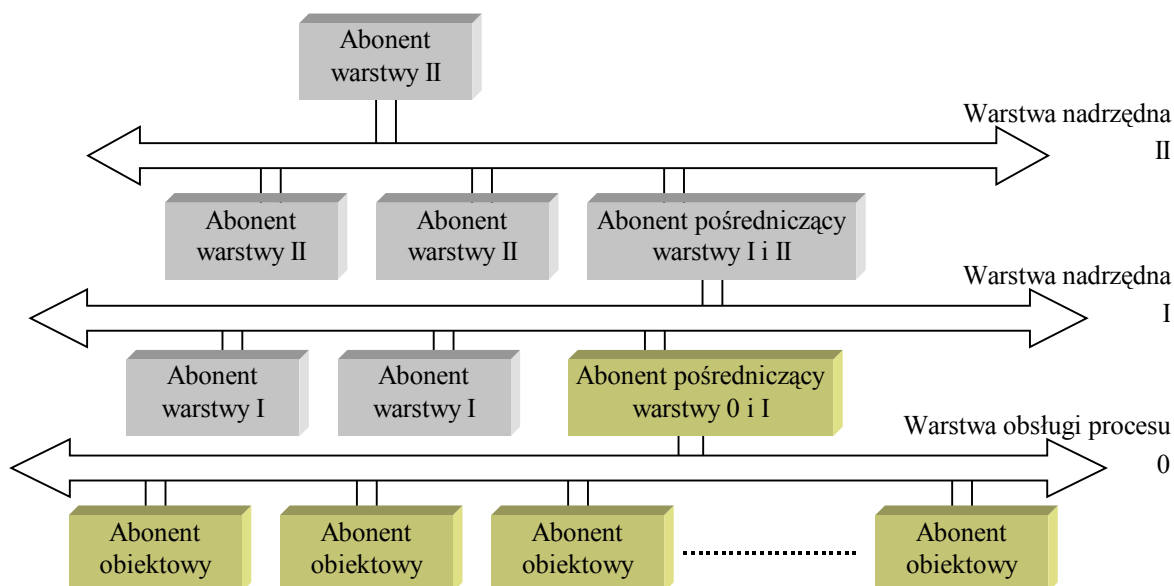 Abonent
warstwy II
Warstwa nadrzędna
II
Abonent
warstwy II
Abonent
warstwy II
Abonent pośredniczący
warstwy I i II
Warstwa nadrzędna
I
Abonent
warstwy I
Abonent
warstwy I
Abonent pośredniczący
warstwy 0 i I
Warstwa obsługi procesu
0
Abonent
obiektowy
Abonent
obiektowy
Abonent
obiektowy
Abonent
obiektowy